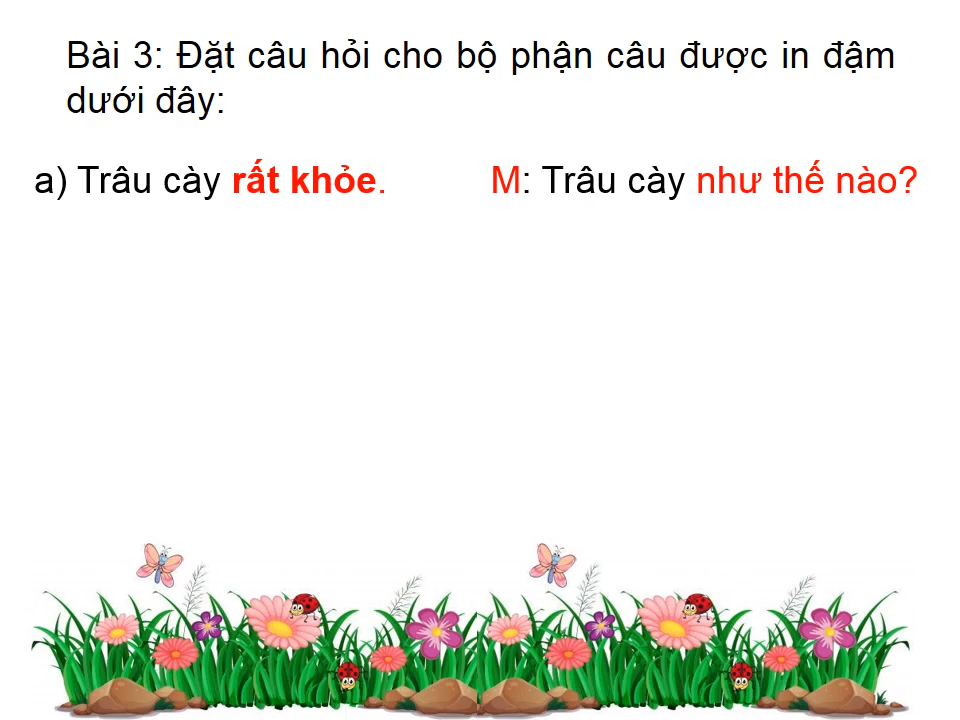 Bài 3: Đặt câu hỏi cho bộ phận câu được in đậm
dưới đây:
a) Trâu cày rất khỏe. M: Trâu cày như thế nào?